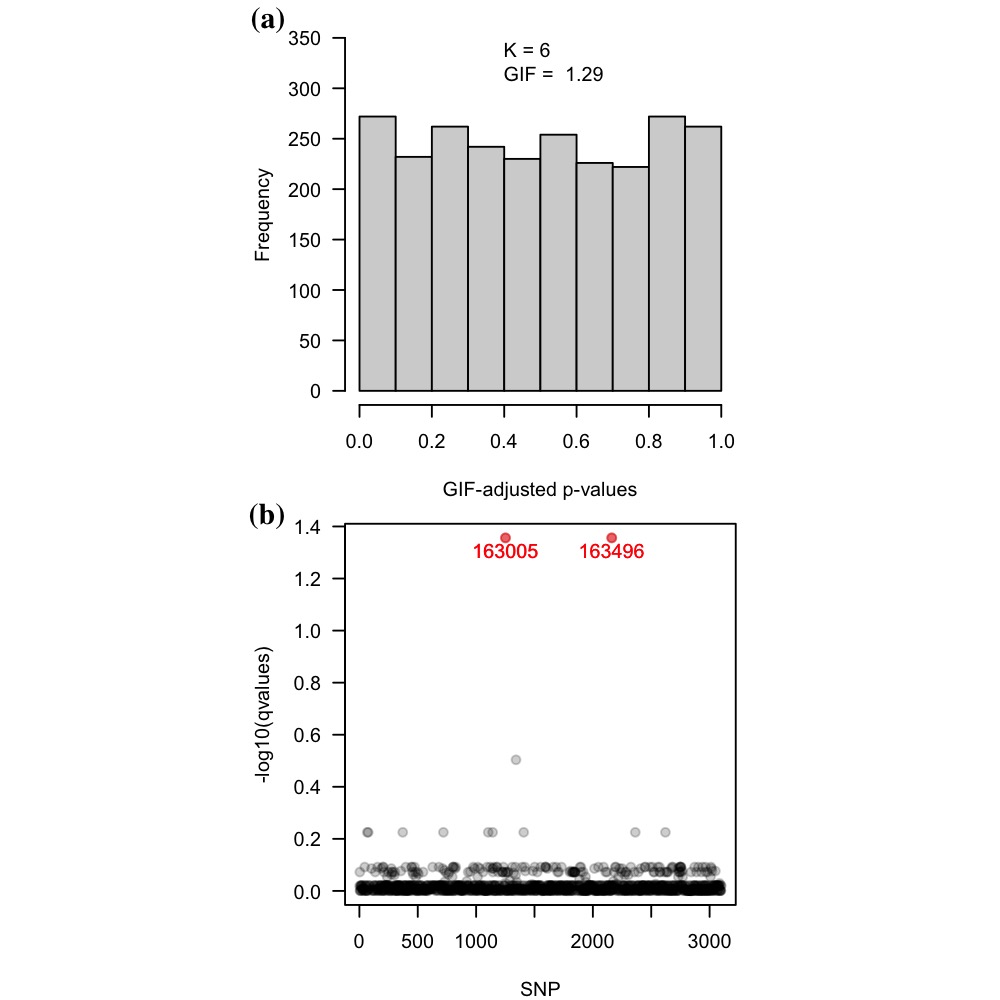 (a)
K = 6
GIF = 1.29
350
300
250
200
150
100
50
0
Frequency
0.0 0.2 0.4 0.6 0.8 1.0
GIF-adjusted p-values
(b)
163005 163496
1.4
1.2
1.0
0.8
0.6
0.4
0.2
0.0
-log10(qvalues)
0 500 1000 2000 3000
SNP